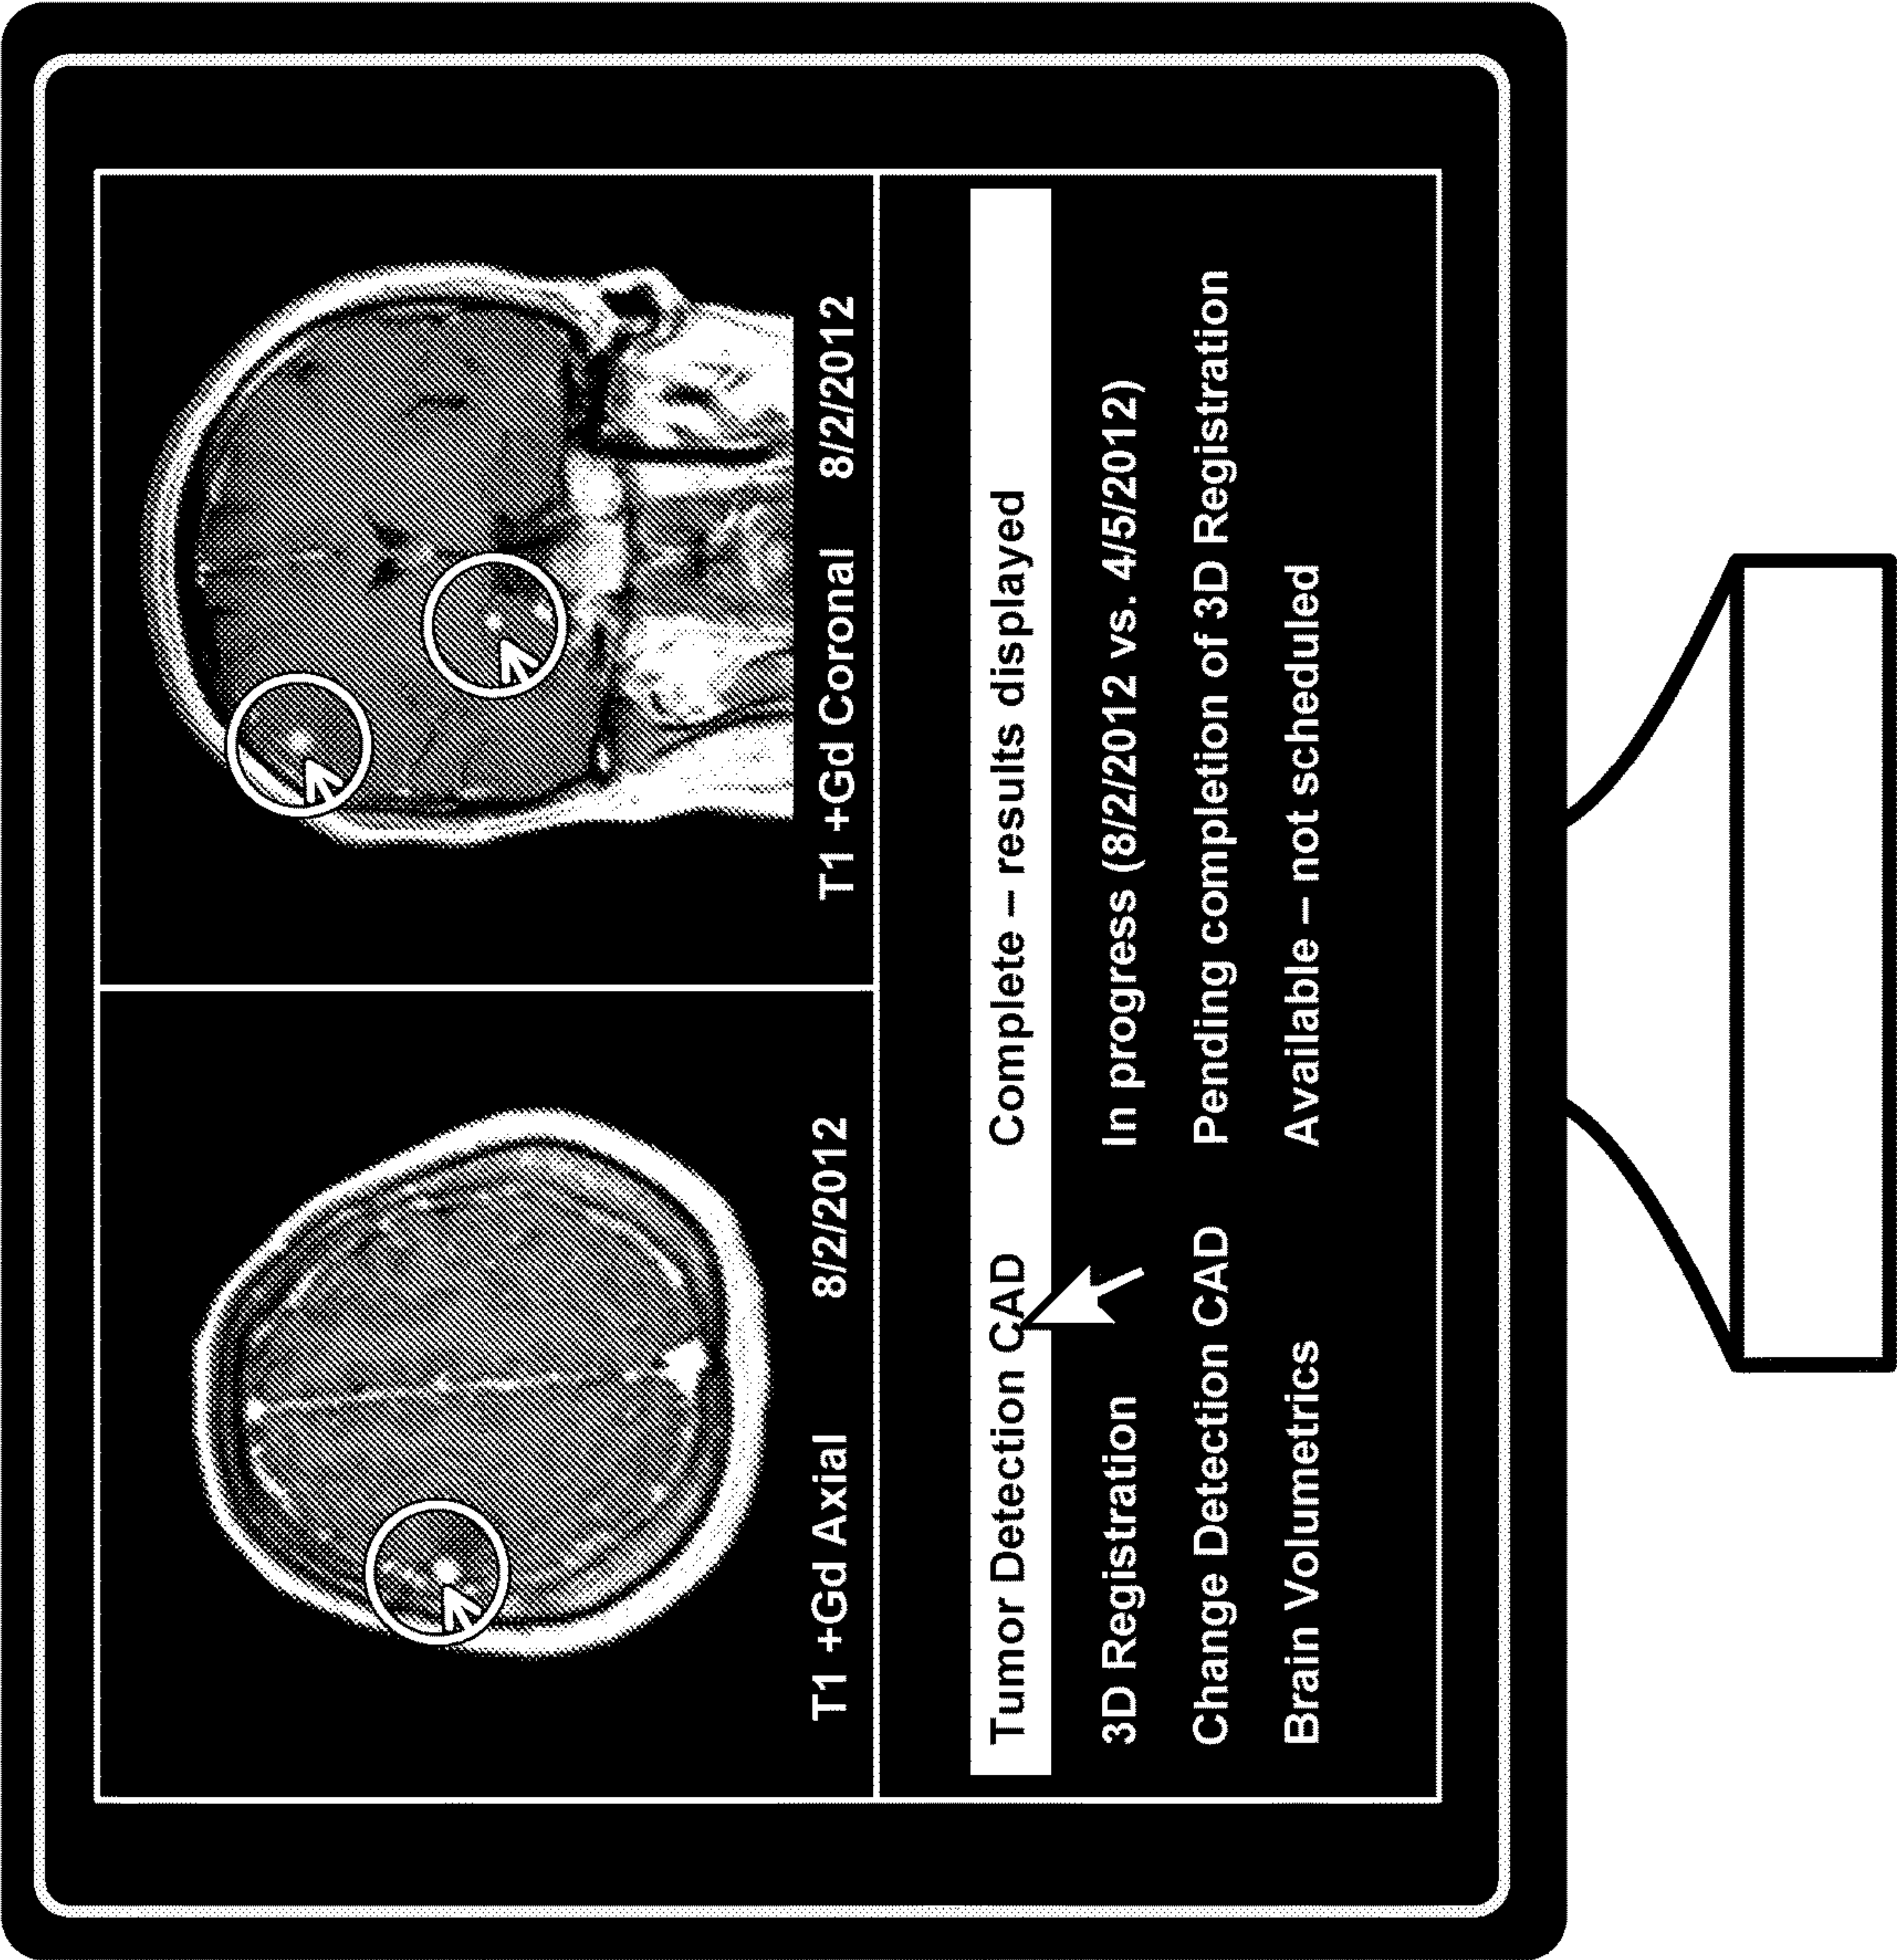 T1 +Gd Axial 8/2/2012
T1 +Gd Coronal 8/2/2012
Tumor Detection CAD Complete – results displayed
3D Registration In progress (8/2/2012 vs. 4/5/2012)
Change Detection CAD Pending completion of 3D Registration
Brain Volumetrics Available – not scheduled